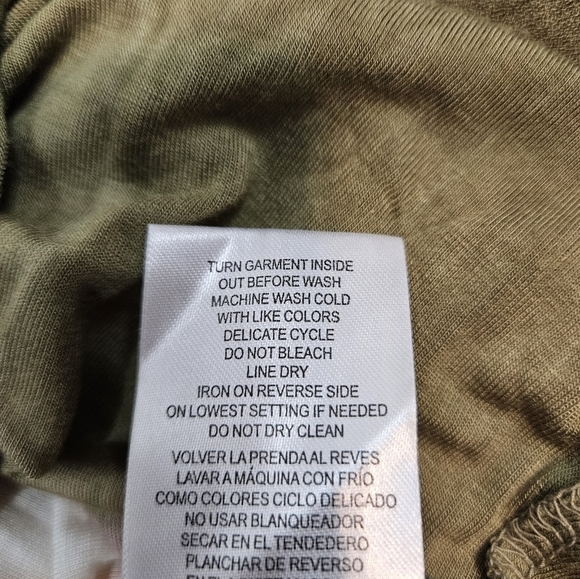 TURN GARMENT INSIDE
OUT BEFORE WASH
MACHINE WASH COLD
WITH LIKE COLORS
DELICATE CYCLE
DO NOT BLEACH
LINE DRY
IRON ON REVERSE SIDE
ON LOWEST SETTING IF NEEDED
DO NOT DRY CLEAN
VOLVER LA PRENDA AL REVES
LAVAR A MÁQUINA CON FRÍO
COMO COLORES CICLO DELICADO
NO USAR BLANQUEADOR
SECAR EN EL TENDEDERO
PLANCHAR DE REVERSO